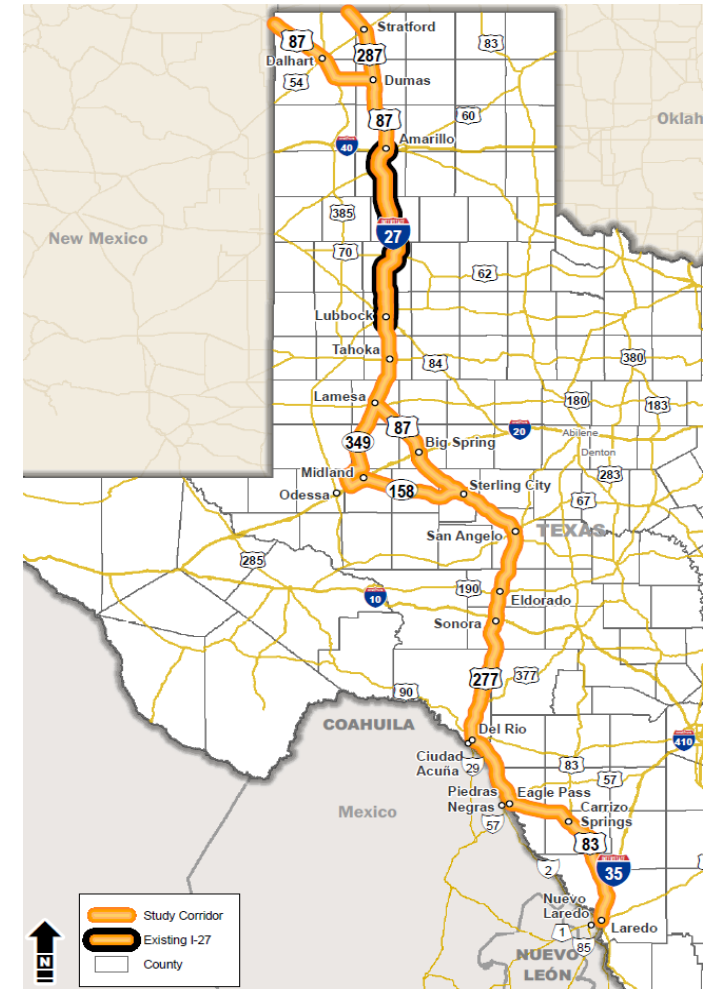 Stratford
87
83
287
Dalhart
54
Dumas
87
60
Oklah
Amarillo
40
385
New Mexico
INTERSTATE
27
70
62
Lubbock
Tahoka
84
380
Lamesa
180
183
87
20
349
Big Spring
Abilene
Denton
283
Midland
158
Sterling City
Odessa
67
San Angelo
TEXAS
285
190
10
Eldorado
Sonora
277
377
90
COAHUILA
Del Rio
410
Ciudad
Acuña
29
83
57
Piedras
Negras
Eagle Pass
Mexico
57
Carrizo
Springs
83
INTERSTATE
35
2
Nuevo
Laredo
Laredo
1
85
NUEVO
LEÓN
Study Corridor
Existing I-27
County
N